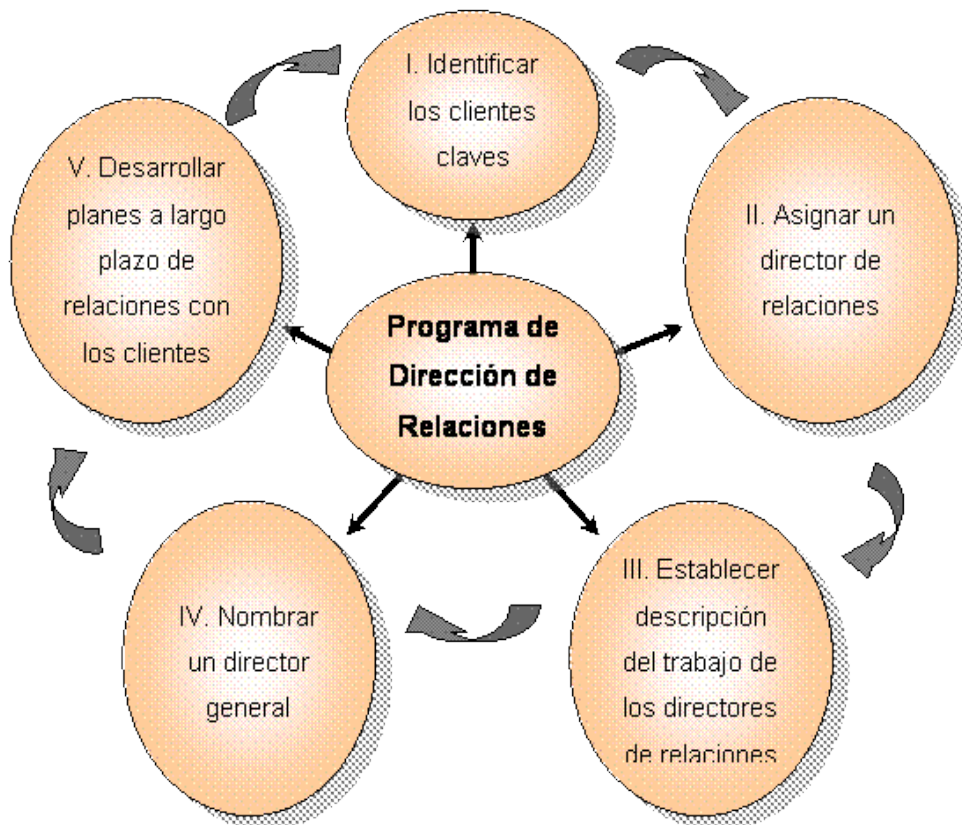 I. Identificar
los clientes
claves
II. Asignar un
director de
relaciones
III. Establecer
descripción
del trabajo de
los directores
de relaciones
IV. Nombrar
un director
general
V. Desarrollar
planes a largo
plazo de
relaciones con
los clientes
Programa de
Dirección de
Relaciones